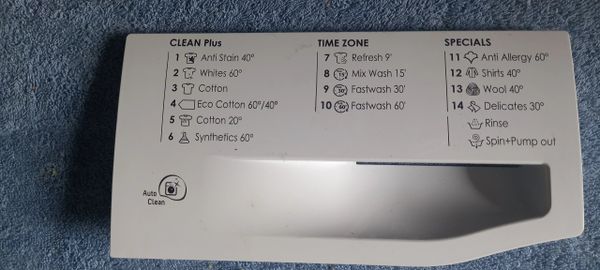 CLEAN Plus
1 Anti Stain 40°
2 Whites 60°
3 Cotton
4 Eco Cotton 60°/40°
5 Cotton 20°
6 Synthetics 60°
TIME ZONE
7 Refresh 9'
8 Mix Wash 15'
9 Fastwash 30'
10 Fastwash 60'
SPECIALS
11 Anti Allergy 60°
12 Shirts 40°
13 Wool 40°
14 Delicates 30°
Rinse
Spin+Pump out
Auto
Clean